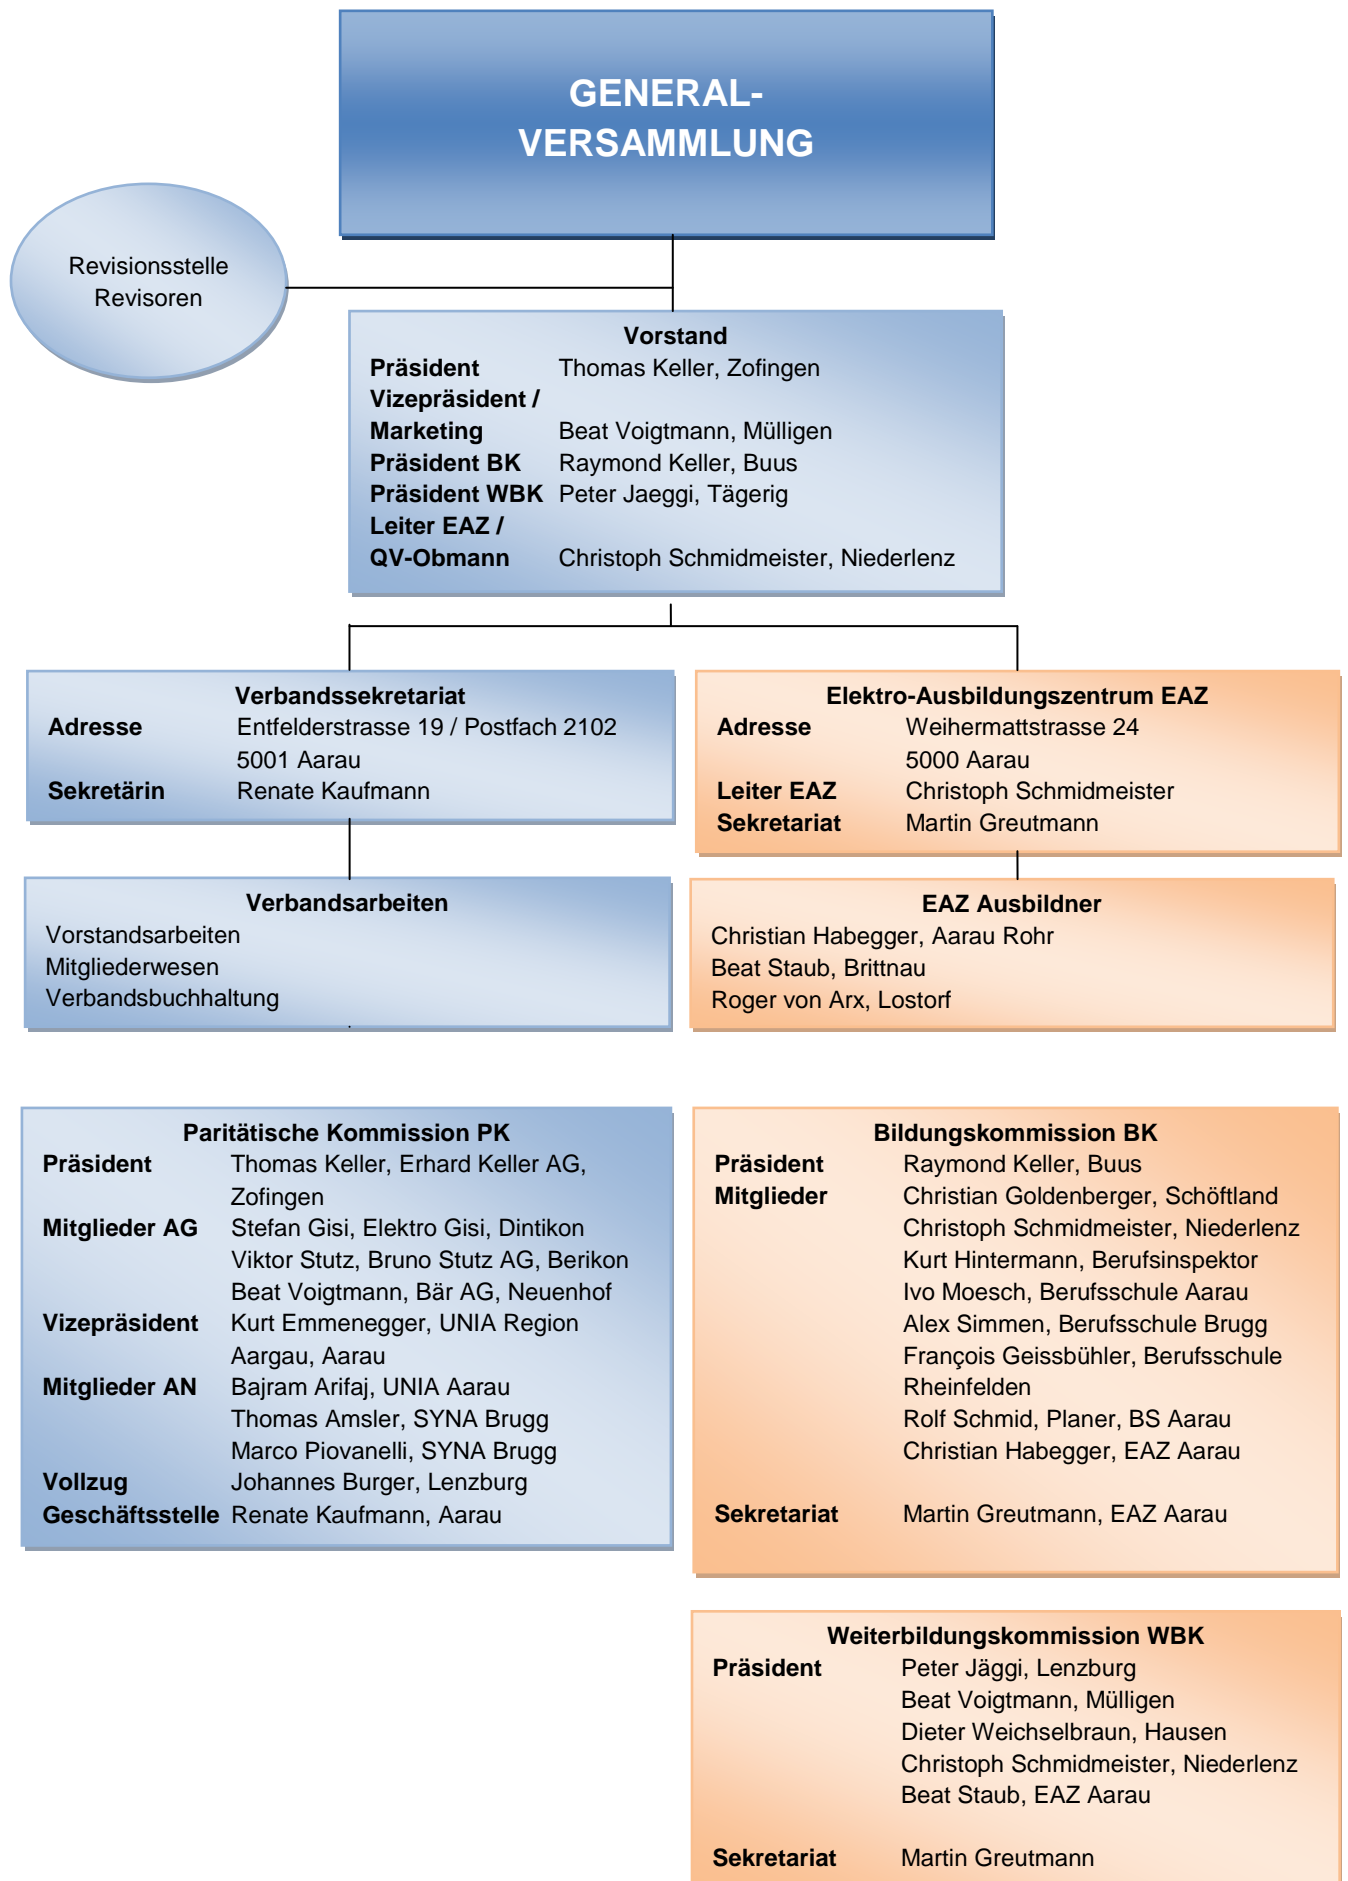 GENERAL-
VERSAMMLUNG
Revisionsstelle
Revisoren
Vorstand
Präsident Thomas Keller, Zofingen
Vizepräsident /
Marketing Beat Voigtmann, Mülligen
Präsident BK Raymond Keller, Buus
Präsident WBK Peter Jaeggi, Tägerig
Leiter EAZ /
QV-Obmann Christoph Schmidmeister, Niederlenz
Verbandssekretariat
Adresse Entfelderstrasse 19 / Postfach 2102
5001 Aarau
Sekretärin Renate Kaufmann
Elektro-Ausbildungszentrum EAZ
Adresse Weihermattstrasse 24
5000 Aarau
Leiter EAZ Christoph Schmidmeister
Sekretariat Martin Greutmann
Verbandsarbeiten
Vorstandsarbeiten
Mitgliederwesen
Verbandsbuchhaltung
EAZ Ausbildner
Christian Habegger, Aarau Rohr
Beat Staub, Brittnau
Roger von Arx, Lostorf
Paritätische Kommission PK
Präsident Thomas Keller, Erhard Keller AG,
Zofingen
Mitglieder AG Stefan Gisi, Elektro Gisi, Dintikon
Viktor Stutz, Bruno Stutz AG, Berikon
Beat Voigtmann, Bär AG, Neuenhof
Vizepräsident Kurt Emmenegger, UNIA Region
Aargau, Aarau
Mitglieder AN Bajram Arifaj, UNIA Aarau
Thomas Amsler, SYNA Brugg
Marco Piovanelli, SYNA Brugg
Vollzug Johannes Burger, Lenzburg
Geschäftsstelle Renate Kaufmann, Aarau
Bildungskommission BK
Präsident Raymond Keller, Buus
Mitglieder Christian Goldenberger, Schöftland
Christoph Schmidmeister, Niederlenz
Kurt Hintermann, Berufsinspektor
Ivo Moesch, Berufsschule Aarau
Alex Simmen, Berufsschule Brugg
François Geissbühler, Berufsschule
Rheinfelden
Rolf Schmid, Planer, BS Aarau
Christian Habegger, EAZ Aarau
Sekretariat Martin Greutmann, EAZ Aarau
Weiterbildungskommission WBK
Präsident Peter Jäggi, Lenzburg
Beat Voigtmann, Mülligen
Dieter Weichselbraun, Hausen
Christoph Schmidmeister, Niederlenz
Beat Staub, EAZ Aarau
Sekretariat Martin Greutmann